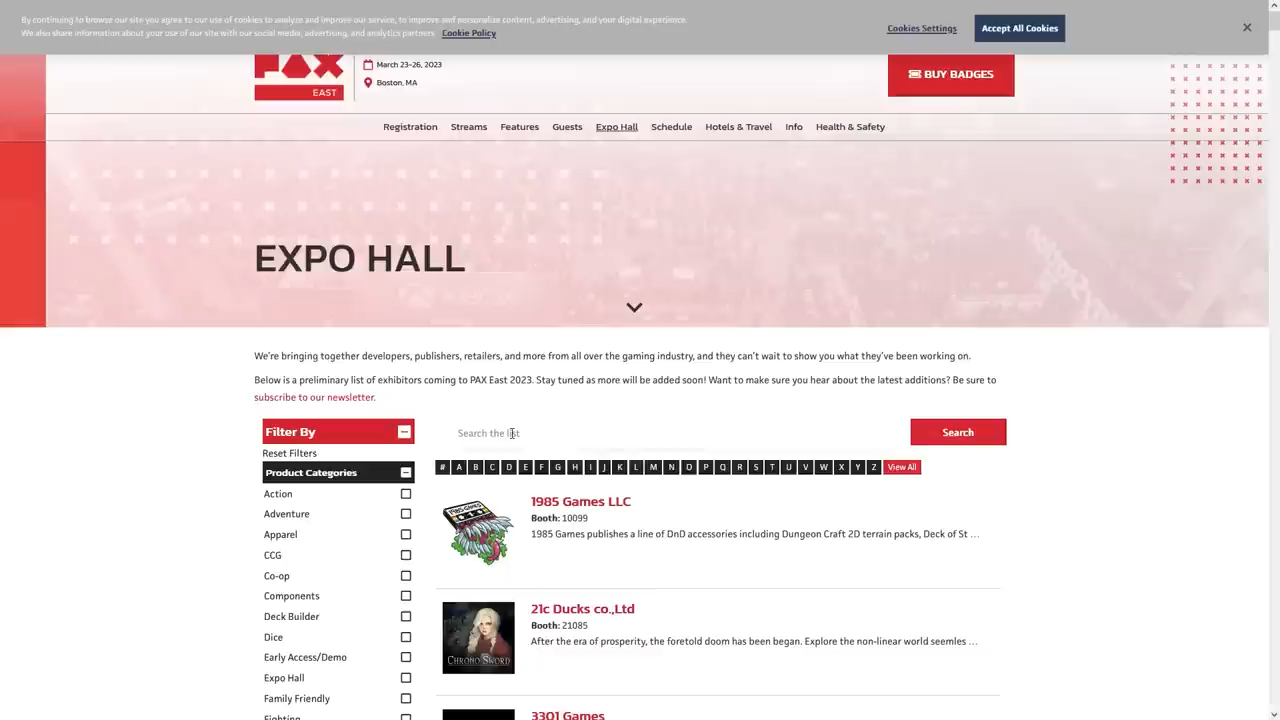 By continuing to browse our site you agree to our use of cookies to analyze and improve our service, to improve and personalize content, advertising, and your digital experience.
We also share information about your use of our site with our social media, advertising, and analytics partners. Cookie Policy
Cookies Settings
Accept All Cookies
PAX
EAST
March 23-26, 2023
Boston, MA
BUY BADGES
Registration Streams Features Guests Expo Hall Schedule Hotels & Travel Info Health & Safety
EXPO HALL
We're bringing together developers, publishers, retailers, and more from all over the gaming industry, and they can't wait to show you what they've been working on.
Below is a preliminary list of exhibitors coming to PAX East 2023. Stay tuned as more will be added soon! Want to make sure you hear about the latest additions? Be sure to
subscribe to our newsletter.
Filter By
Reset Filters
Product Categories
Action
Adventure
Apparel
CCG
Co-op
Components
Deck Builder
Dice
Early Access/Demo
Expo Hall
Family Friendly
Fighting
Search the list
Search
# A B C D E F G H I J K L M N O P Q R S T U V W X Y Z View All
1985 Games LLC
Booth: 10099
1985 Games publishes a line of DnD accessories including Dungeon Craft 2D terrain packs, Deck of St ...
21c Ducks co.,Ltd
Booth: 21085
After the era of prosperity, the foretold doom has been began. Explore the non-linear world seemles ...
CHRONO SWORD
3301 Games